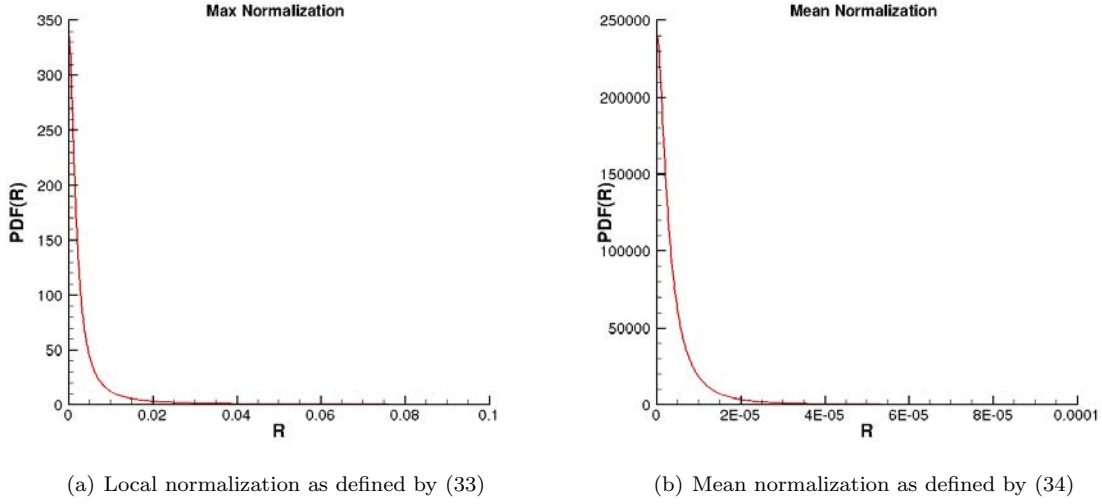 Max Normalization
350
300
250
200
150
100
50
0
PDF(R)
0 0.02 0.04 0.06 0.08 0.1
R
(a) Local normalization as defined by (33)
Mean Normalization
250000
200000
150000
100000
50000
0
PDF(R)
0 2E-05 4E-05 6E-05 8E-05 0.0001
R
(b) Mean normalization as defined by (34)